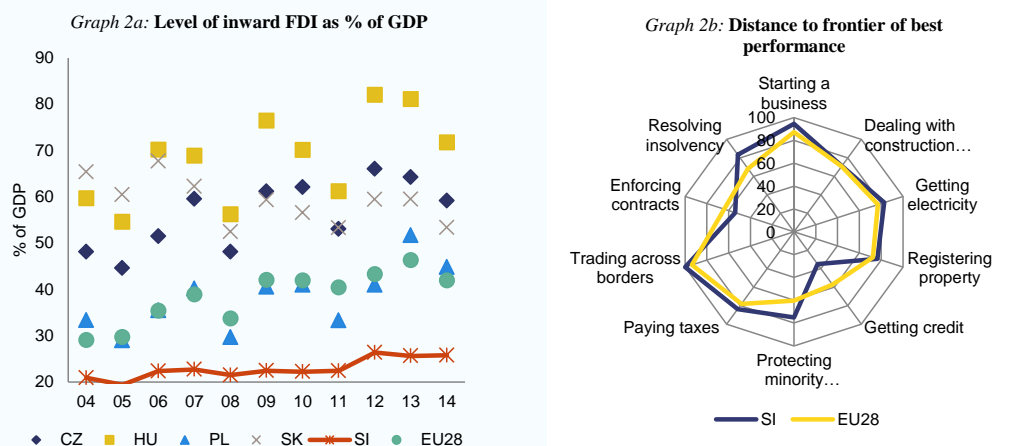 Graph 2a: Level of inward FDI as % of GDP
% of GDP
90
80
70
60
50
40
30
20
04 05 06 07 08 09 10 11 12 13 14
CZ HU PL SK SI EU28
Graph 2b: Distance to frontier of best
performance
Starting a
business
Dealing with
construction…
Getting
electricity
Registering
property
Getting credit
Protecting
minority…
Paying taxes
Trading across
borders
Enforcing
contracts
Resolving
insolvency
100
80
60
40
20
0
SI EU28